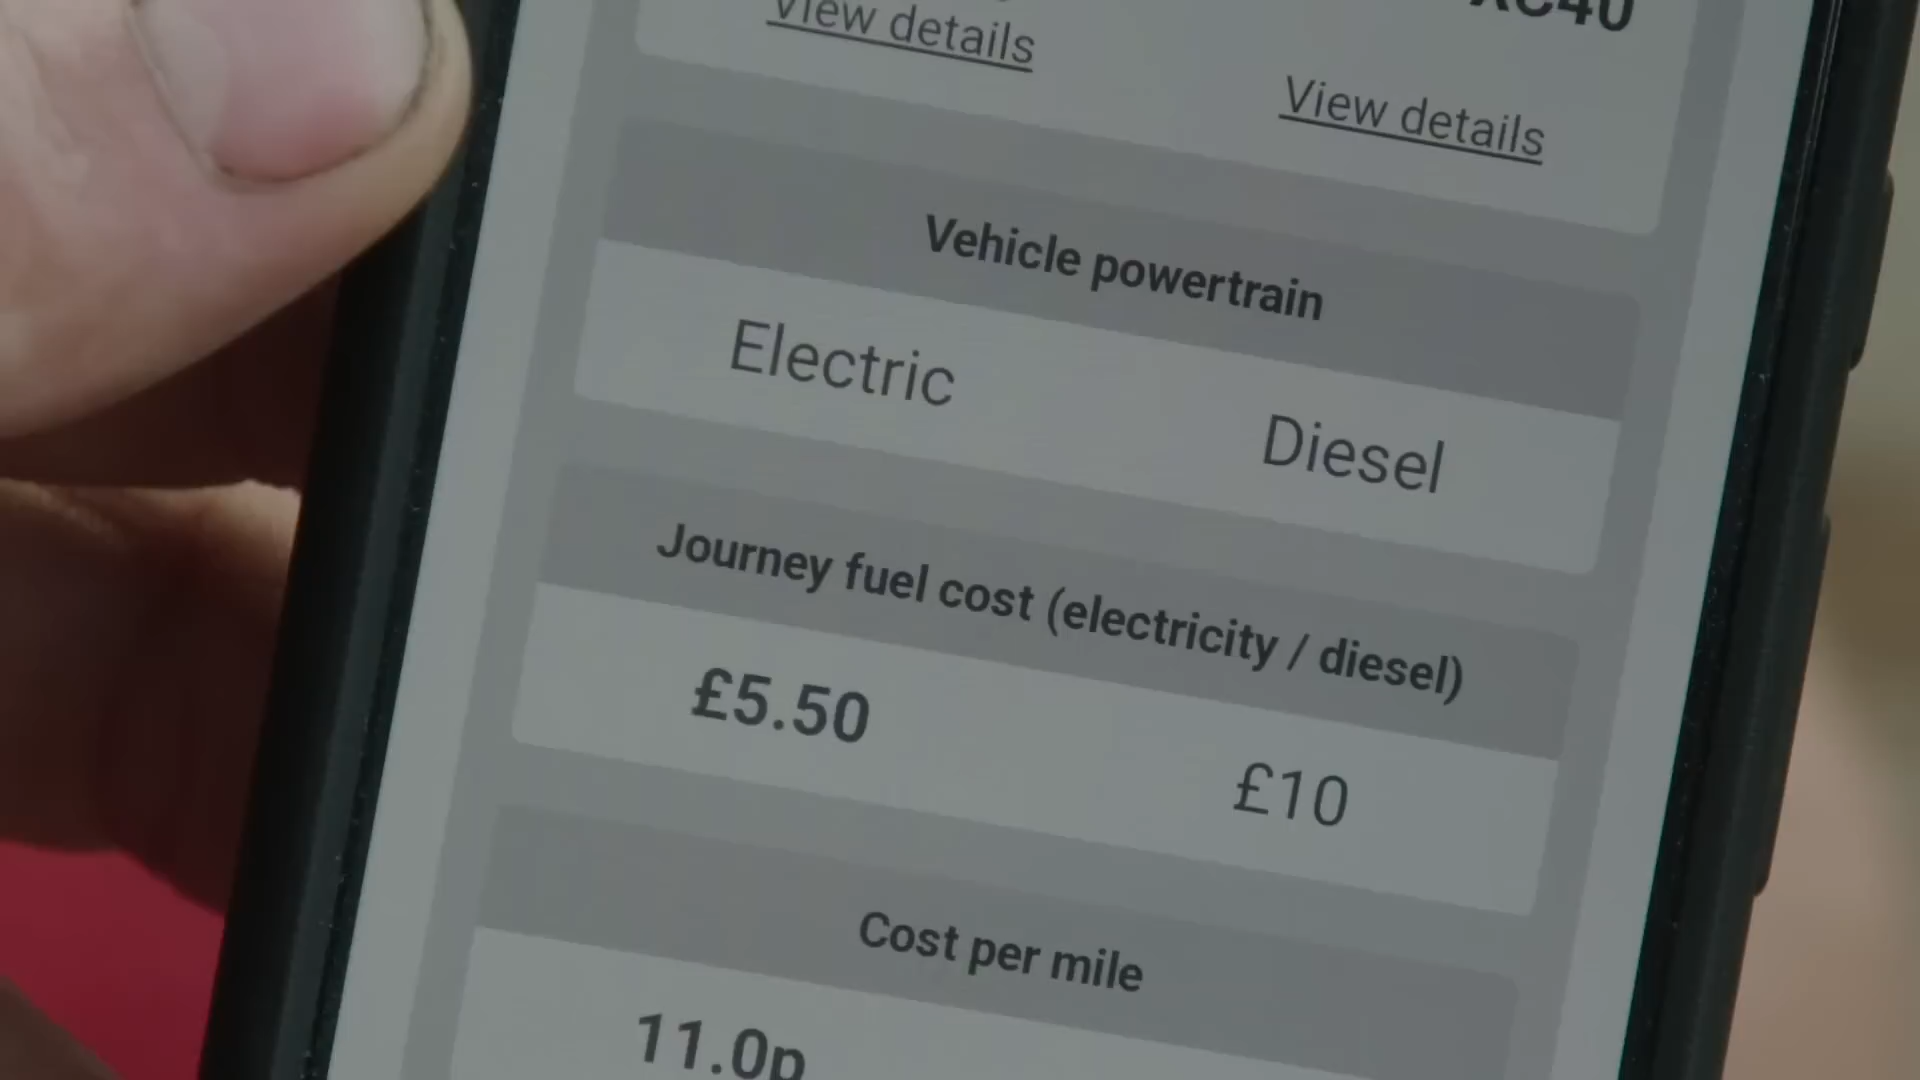 XC40
View details
View details
Vehicle powertrain
Electric
Diesel
Journey fuel cost (electricity / diesel)
£5.50
£10
Cost per mile
11.0p